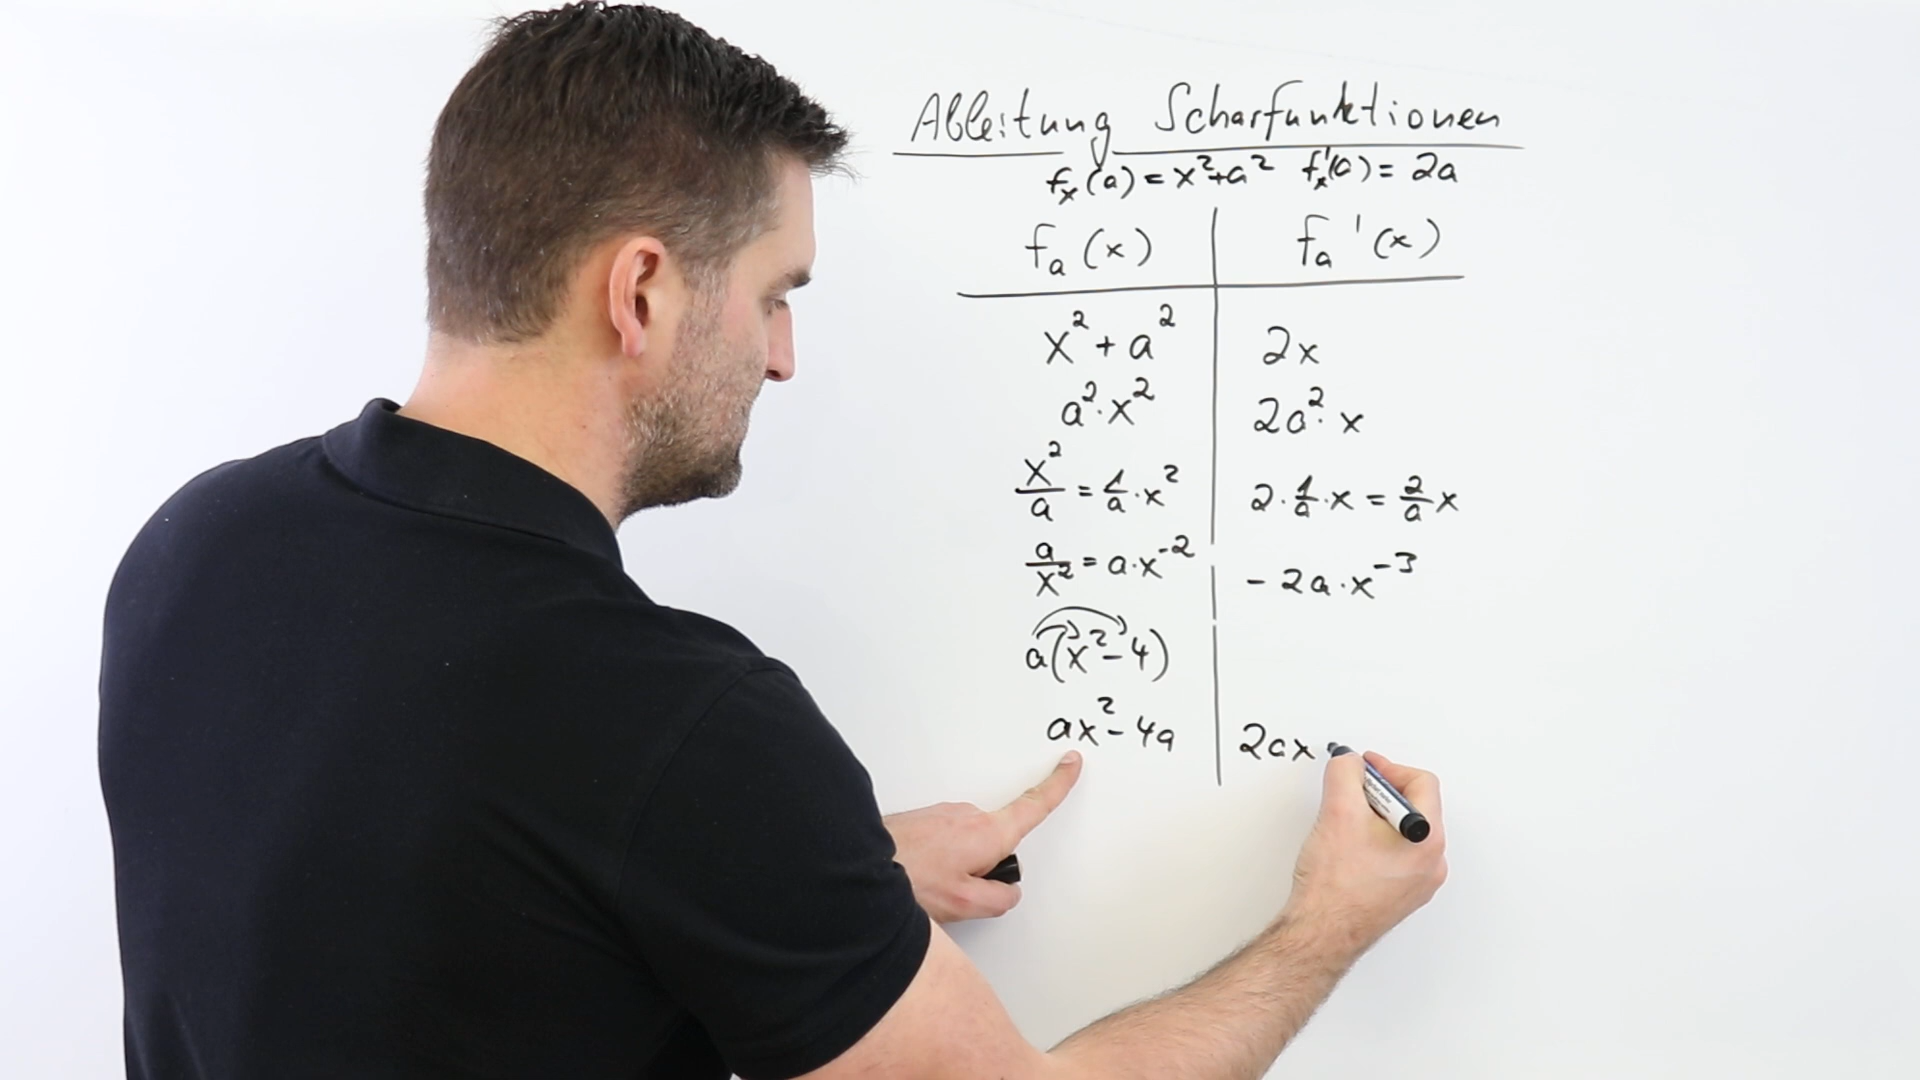 Ableitung Scharfunktionen
fₓ(a) = x²+a² fₓ'(a) = 2a
fₐ(x) fₐ'(x)
x² + a² 2x
a²·x² 2a²·x
x²/a = 1/a·x² 2·1/a·x = 2/a x
a/x² = a·x⁻² -2a·x⁻³
a(x²-4)
ax²-4a 2ax